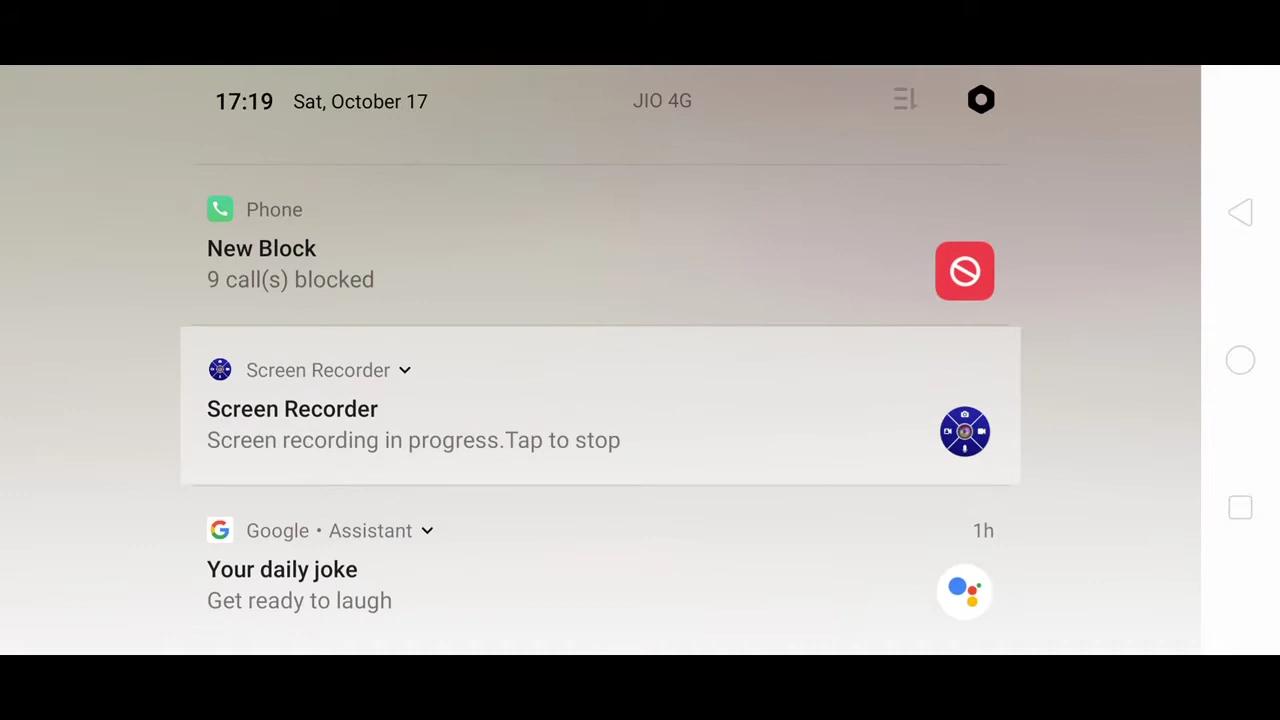 17:19 Sat, October 17 JIO 4G
Phone
New Block
9 call(s) blocked
Screen Recorder
Screen Recorder
Screen recording in progress.Tap to stop
Google • Assistant 1h
Your daily joke
Get ready to laugh